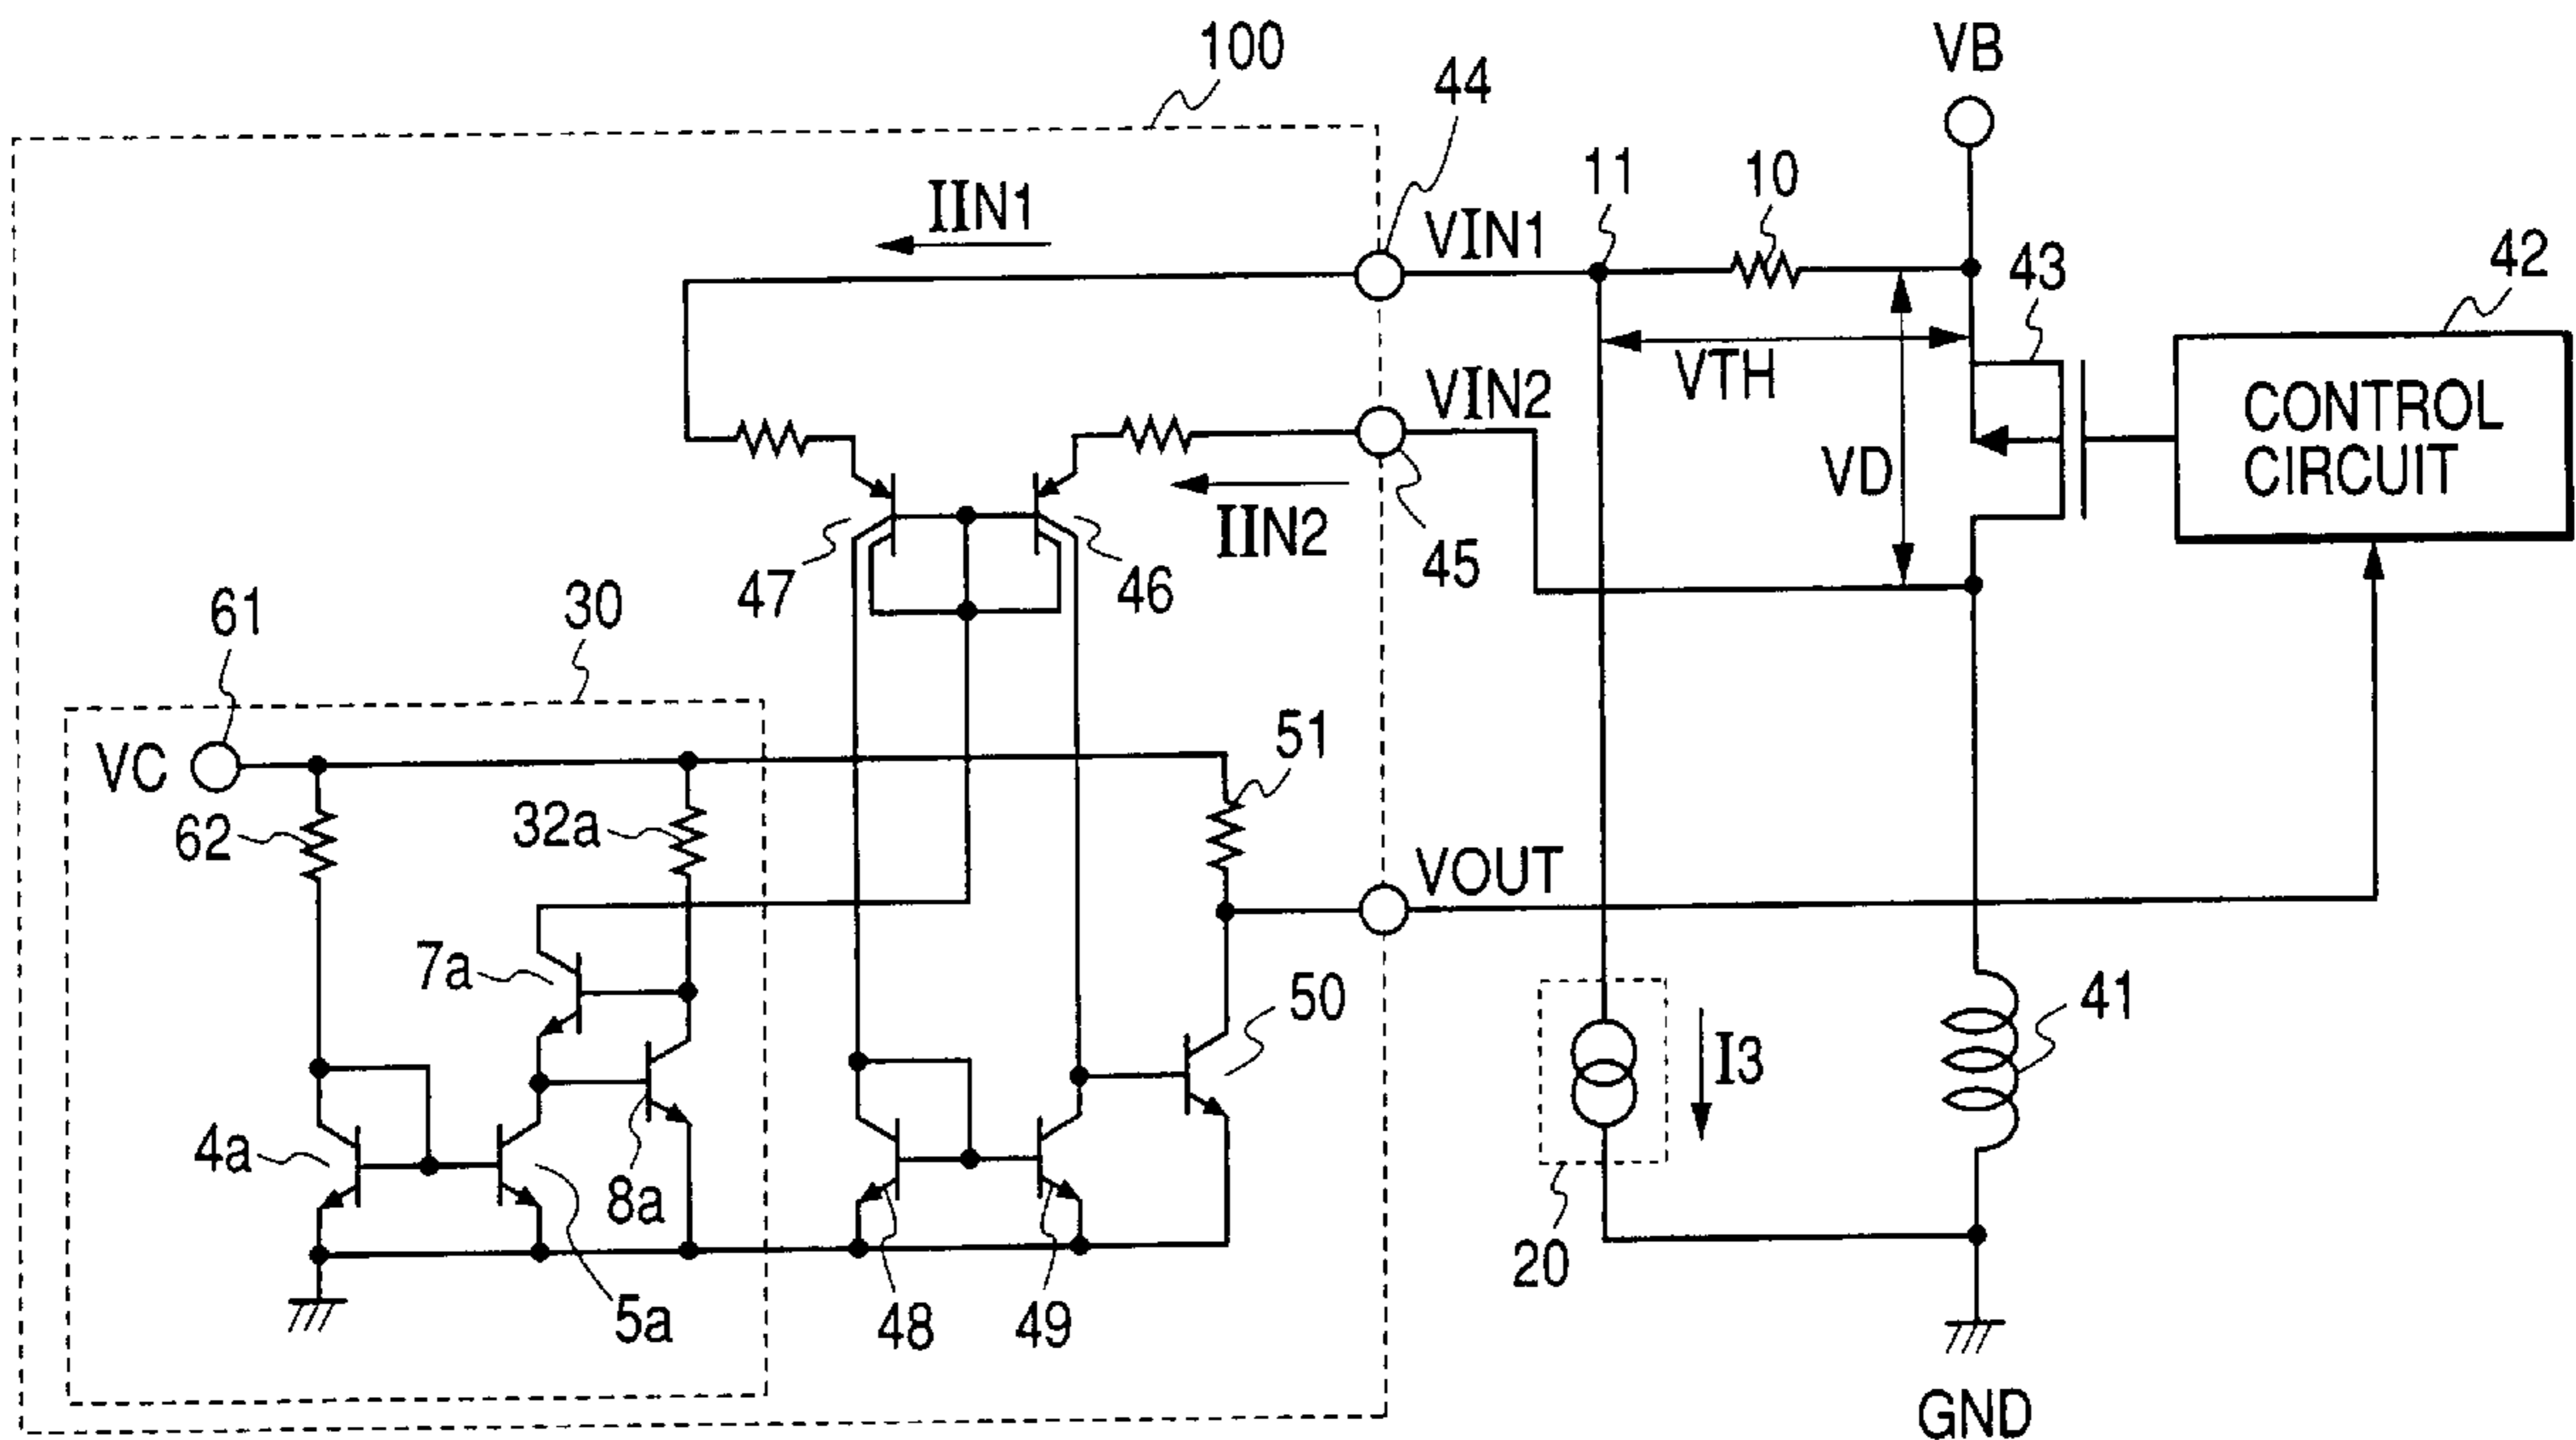 100
44
VB
IIN1
VIN1
11
10
43
42
VTH
VIN2
CONTROL
CIRCUIT
VD
IIN2
47
46
45
61
30
VC
51
62
32a
VOUT
7a
50
I3
41
4a
8a
20
5a
48
49
GND